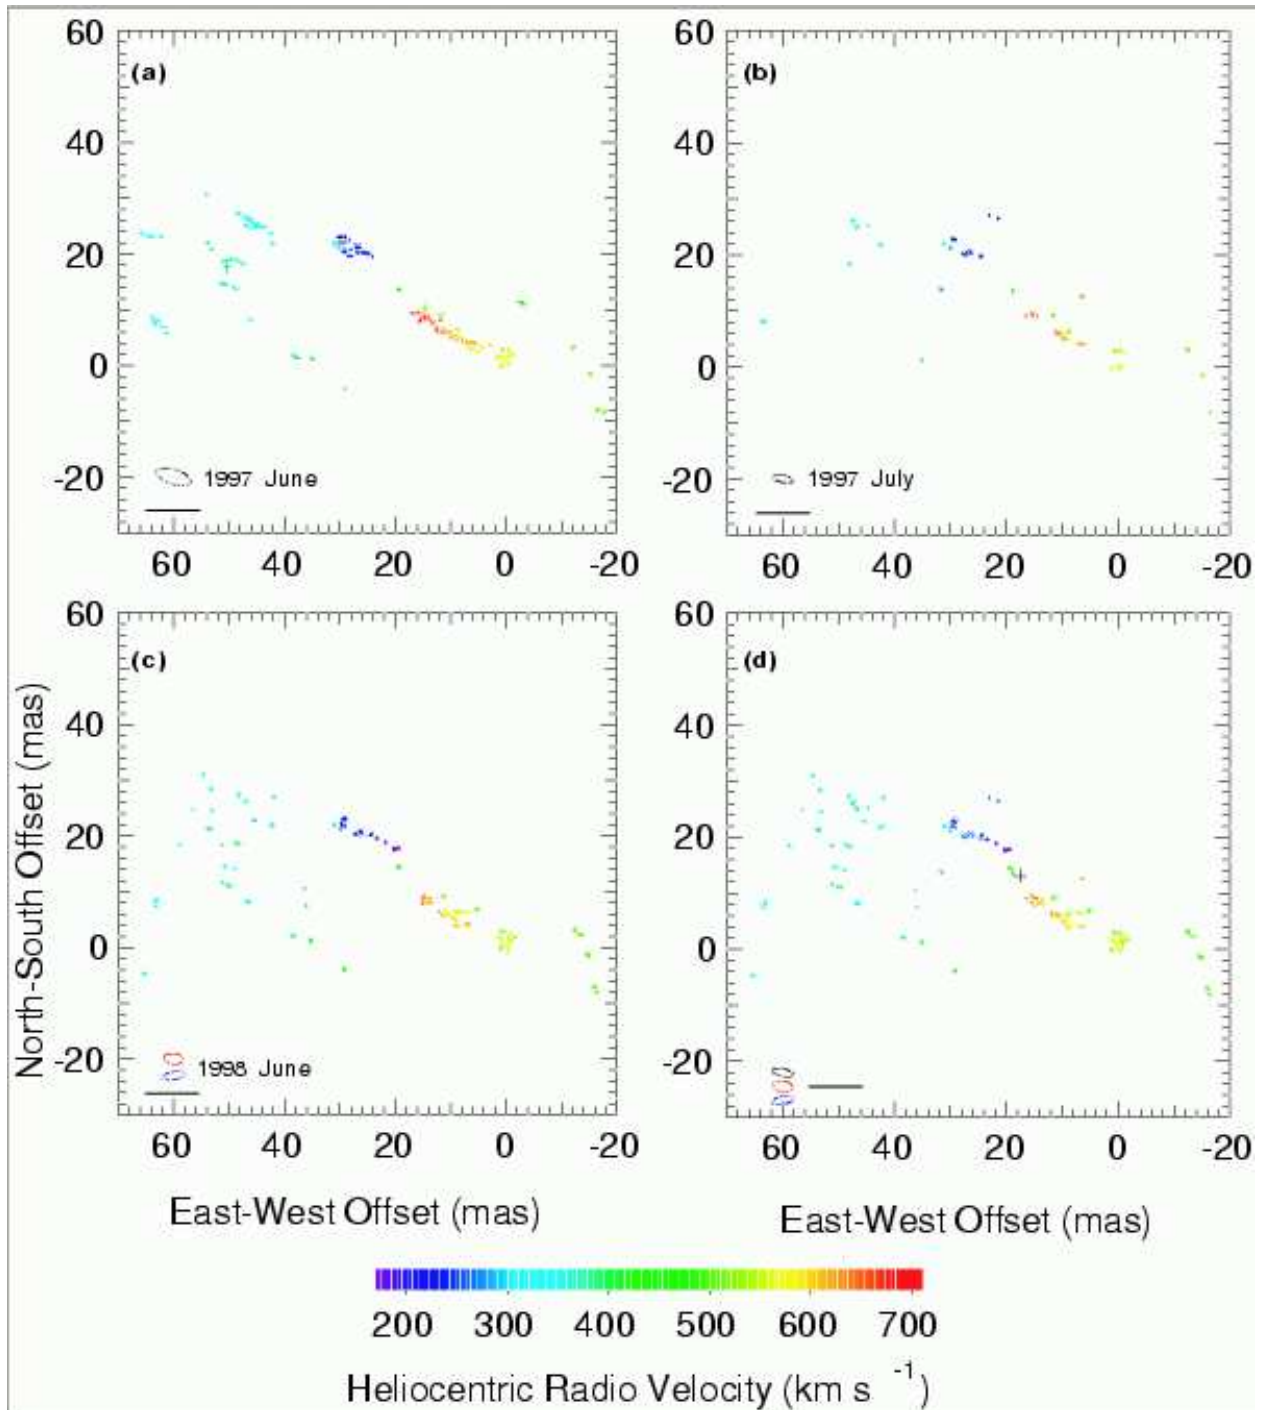 60 60
(a) (b)
40 40
20 20
0 0
-20 1997 June -20 1997 July
60 40 20 0 -20 60 40 20 0 -20
60 60
(c) (d)
40 40
20 20
0 0
-20 1998 June -20
60 40 20 0 -20 60 40 20 0 -20
North-South Offset (mas)
East-West Offset (mas) East-West Offset (mas)
200 300 400 500 600 700
Heliocentric Radio Velocity (km s -1)